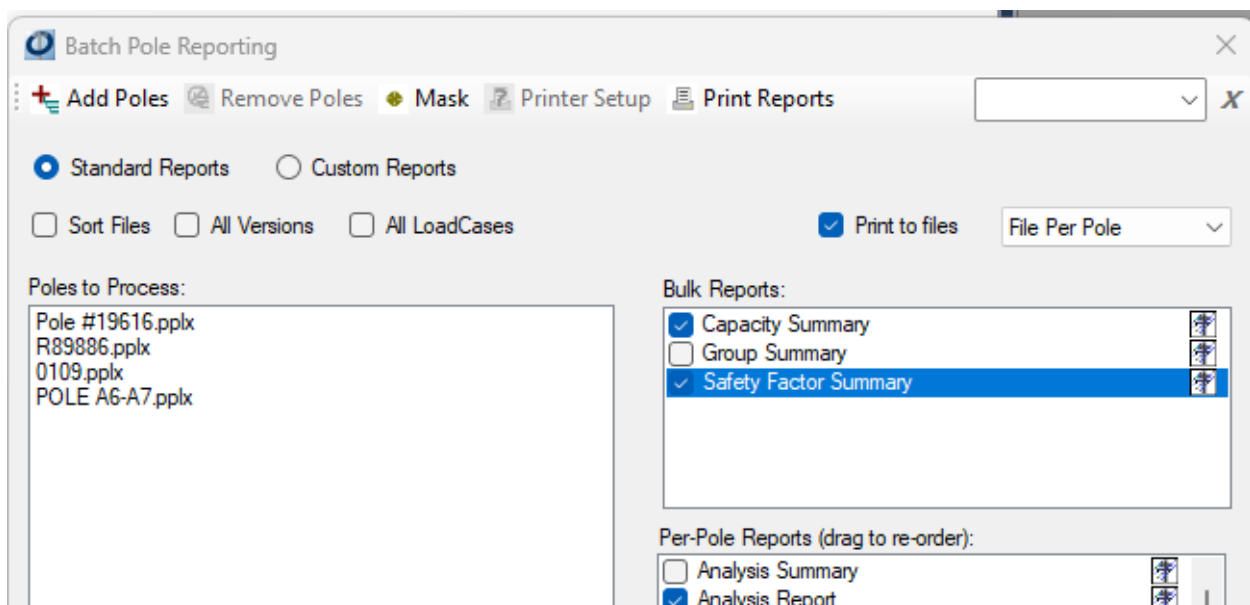 Batch Pole Reporting
Add Poles Remove Poles Mask Printer Setup Print Reports X
Standard Reports Custom Reports
Sort Files All Versions All LoadCases Print to files File Per Pole
Poles to Process:
Pole #19616.pplx
R89886.pplx
0109.pplx
POLE A6-A7.pplx
Bulk Reports:
Capacity Summary
Group Summary
Safety Factor Summary
Per-Pole Reports (drag to re-order):
Analysis Summary
Analysis Report